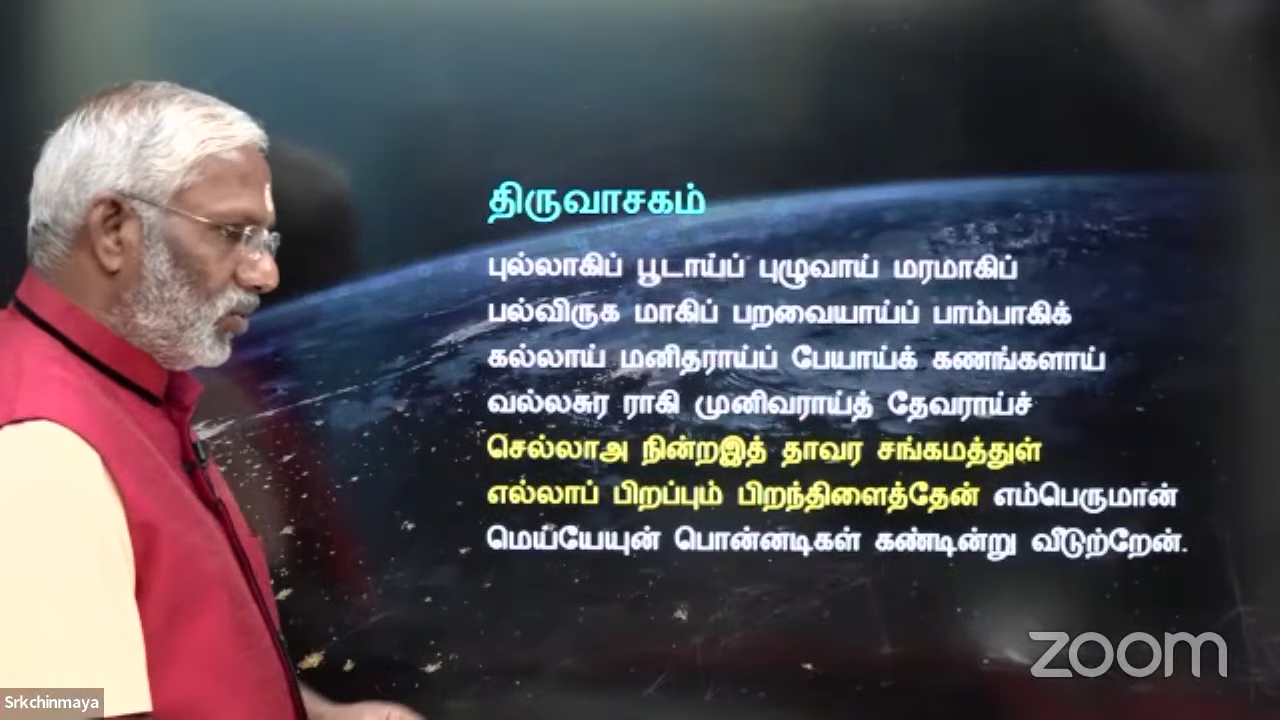 திருவாசகம்
புல்லாகிப் பூடாய்ப் புழுவாய் மரமாகிப்
பல்விருக மாகிப் பறவையாய்ப் பாம்பாகிக்
கல்லாய் மனிதராய்ப் பேயாய்க் கணங்களாய்
வல்லசுர ராகி முனிவராய்த் தேவராய்ச்
செல்லாஅ நின்றஇத் தாவர சங்கமத்துள்
எல்லாப் பிறப்பும் பிறந்திளைத்தேன் எம்பெருமான்
மெய்யேயுன் பொன்னடிகள் கண்டின்று வீடுற்றேன்.
zoom
Srkchinmaya